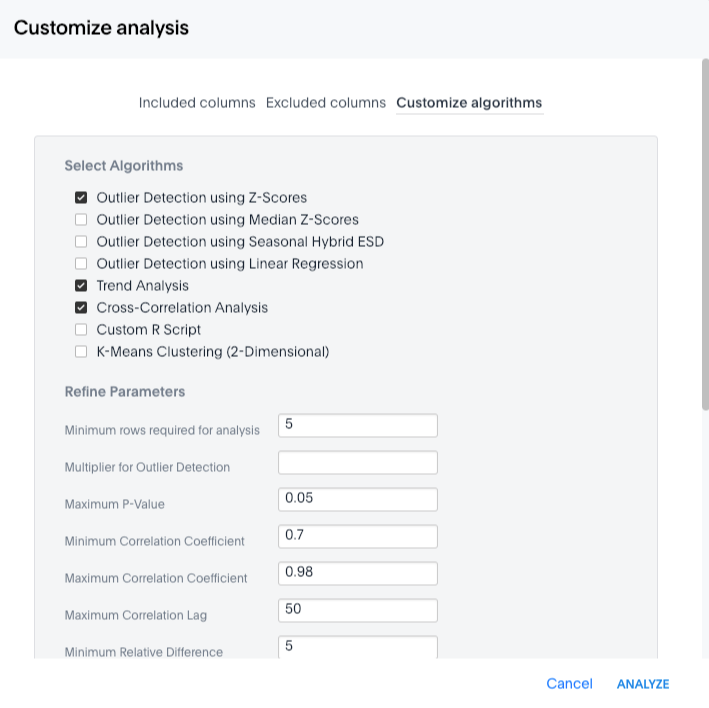 Customize analysis
Included columns Excluded columns Customize algorithms
Select Algorithms
Outlier Detection using Z-Scores
Outlier Detection using Median Z-Scores
Outlier Detection using Seasonal Hybrid ESD
Outlier Detection using Linear Regression
Trend Analysis
Cross-Correlation Analysis
Custom R Script
K-Means Clustering (2-Dimensional)
Refine Parameters
Minimum rows required for analysis 5
Multiplier for Outlier Detection
Maximum P-Value 0.05
Minimum Correlation Coefficient 0.7
Maximum Correlation Coefficient 0.98
Maximum Correlation Lag 50
Minimum Relative Difference 5
Cancel ANALYZE